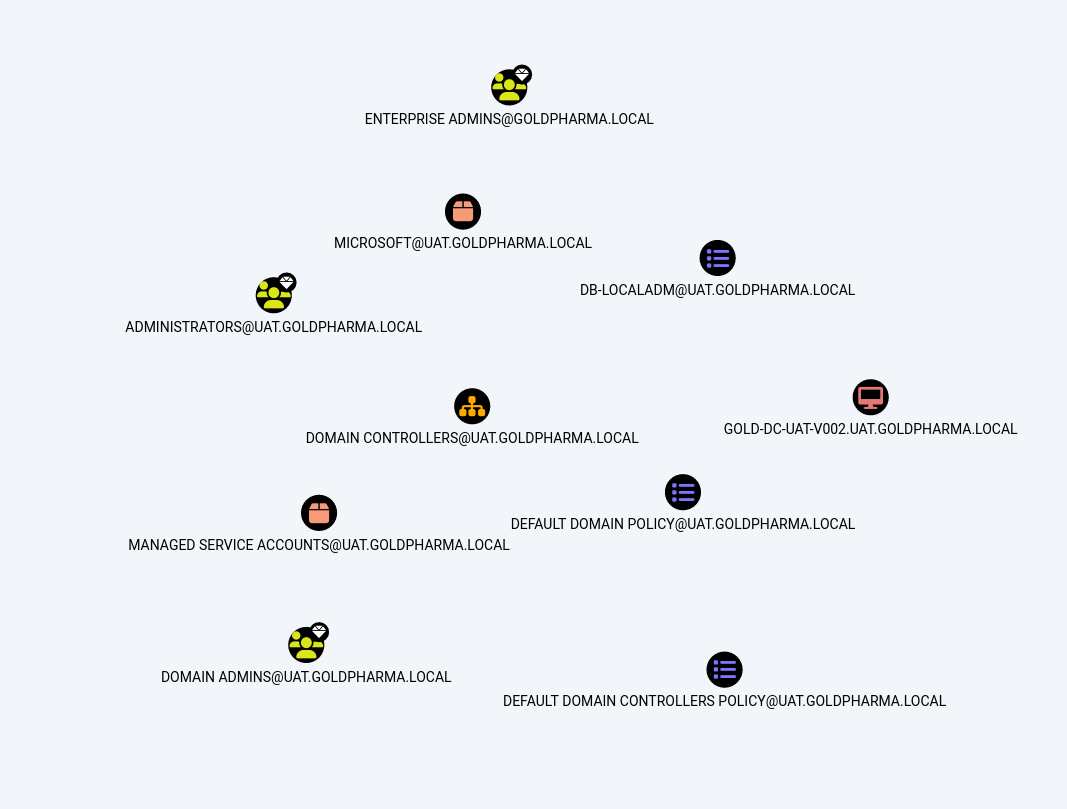 ENTERPRISE ADMINS@GOLDPHARMA.LOCAL
MICROSOFT@UAT.GOLDPHARMA.LOCAL
DB-LOCALADM@UAT.GOLDPHARMA.LOCAL
ADMINISTRATORS@UAT.GOLDPHARMA.LOCAL
GOLD-DC-UAT-V002.UAT.GOLDPHARMA.LOCAL
DOMAIN CONTROLLERS@UAT.GOLDPHARMA.LOCAL
DEFAULT DOMAIN POLICY@UAT.GOLDPHARMA.LOCAL
MANAGED SERVICE ACCOUNTS@UAT.GOLDPHARMA.LOCAL
DOMAIN ADMINS@UAT.GOLDPHARMA.LOCAL
DEFAULT DOMAIN CONTROLLERS POLICY@UAT.GOLDPHARMA.LOCAL